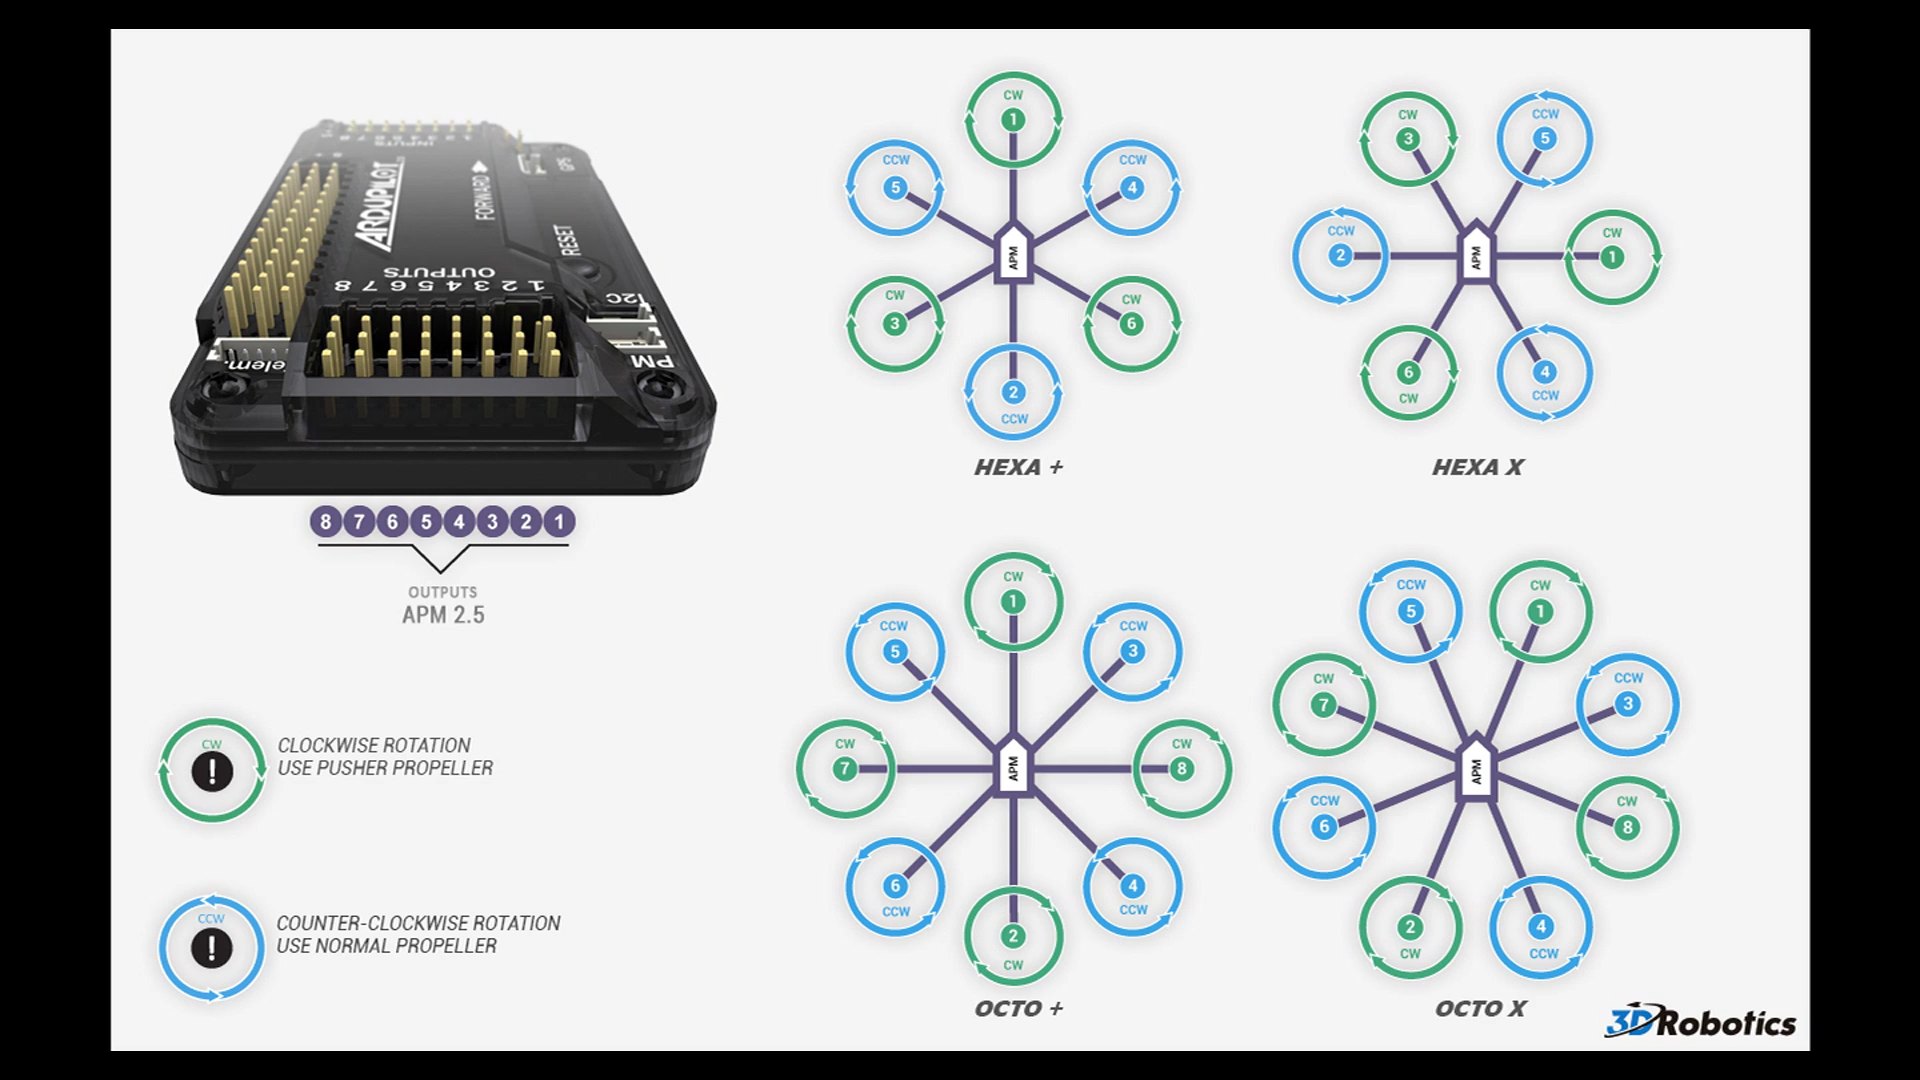 INPUTS
ARDUPILOT
FORWARD
GPS
RESET
OUTPUTS
8 7 6 5 4 3 2 1
I2C
PM
elem.
8 7 6 5 4 3 2 1
OUTPUTS
APM 2.5
CW
!
CLOCKWISE ROTATION
USE PUSHER PROPELLER
CCW
!
COUNTER-CLOCKWISE ROTATION
USE NORMAL PROPELLER
CW
1
CCW
5
CCW
4
APM
CW
3
CW
6
2
CCW
HEXA +
CW
3
CCW
5
CCW
2
APM
CW
1
6
CW
4
CCW
HEXA X
CW
1
CCW
5
CCW
3
CW
7
APM
CW
8
6
CCW
4
CCW
2
CW
OCTO +
CCW
5
CW
1
CW
7
CCW
3
APM
CCW
6
CW
8
2
CW
4
CCW
OCTO X
3DRobotics